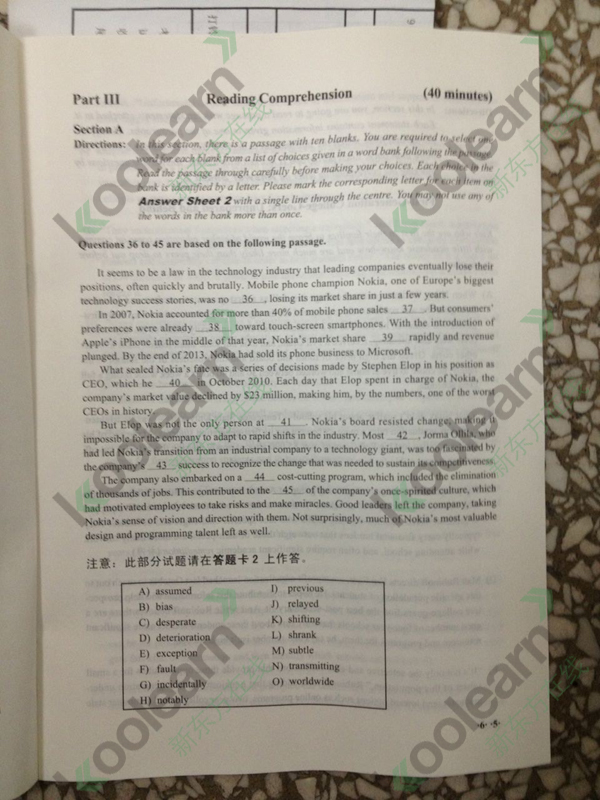 Part III Reading Comprehension (40 minutes)
Section A
Directions: In this section, there is a passage with ten blanks. You are required to select one
word for each blank from a list of choices given in a word bank following the passage.
Read the passage through carefully before making your choices. Each choice in the
bank is identified by a letter. Please mark the corresponding letter for each item on
Answer Sheet 2 with a single line through the centre. You may not use any of
the words in the bank more than once.
Questions 36 to 45 are based on the following passage.
It seems to be a law in the technology industry that leading companies eventually lose their
positions, often quickly and brutally. Mobile phone champion Nokia, one of Europe's biggest
technology success stories, was no 36 , losing its market share in just a few years.
In 2007, Nokia accounted for more than 40% of mobile phone sales 37 . But consumers'
preferences were already 38 toward touch-screen smartphones. With the introduction of
Apple's iPhone in the middle of that year, Nokia's market share 39 rapidly and revenue
plunged. By the end of 2013, Nokia had sold its phone business to Microsoft.
What sealed Nokia's fate was a series of decisions made by Stephen Elop in his position as
CEO, which he 40 in October 2010. Each day that Elop spent in charge of Nokia, the
company's market value declined by $23 million, making him, by the numbers, one of the worst
CEOs in history.
But Elop was not the only person at 41 . Nokia's board resisted change, making it
impossible for the company to adapt to rapid shifts in the industry. Most 42 , Jorma Ollila, who
had led Nokia's transition from an industrial company to a technology giant, was too fascinated by
the company's 43 success to recognize the change that was needed to sustain its competitiveness.
The company also embarked on a 44 cost-cutting program, which included the elimination
of thousands of jobs. This contributed to the 45 of the company's once-spirited culture, which
had motivated employees to take risks and make miracles. Good leaders left the company, taking
Nokia's sense of vision and direction with them. Not surprisingly, much of Nokia's most valuable
design and programming talent left as well.
注意：此部分试题请在答题卡 2 上作答。
A) assumed I) previous
B) bias J) relayed
C) desperate K) shifting
D) deterioration L) shrank
E) exception M) subtle
F) fault N) transmitting
G) incidentally O) worldwide
H) notably
·6· ·5·
koolearn
新东方在线